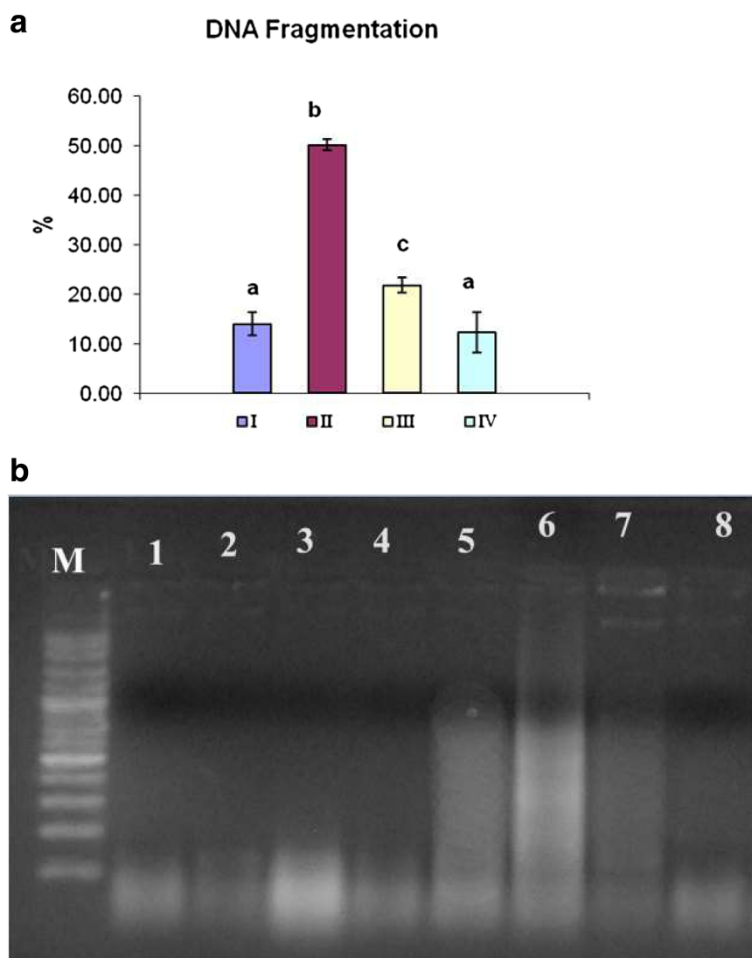 a
DNA Fragmentation
60.00
50.00
40.00
30.00
20.00
10.00
0.00
%
a
b
c
a
I II III IV
b
M 1 2 3 4 5 6 7 8